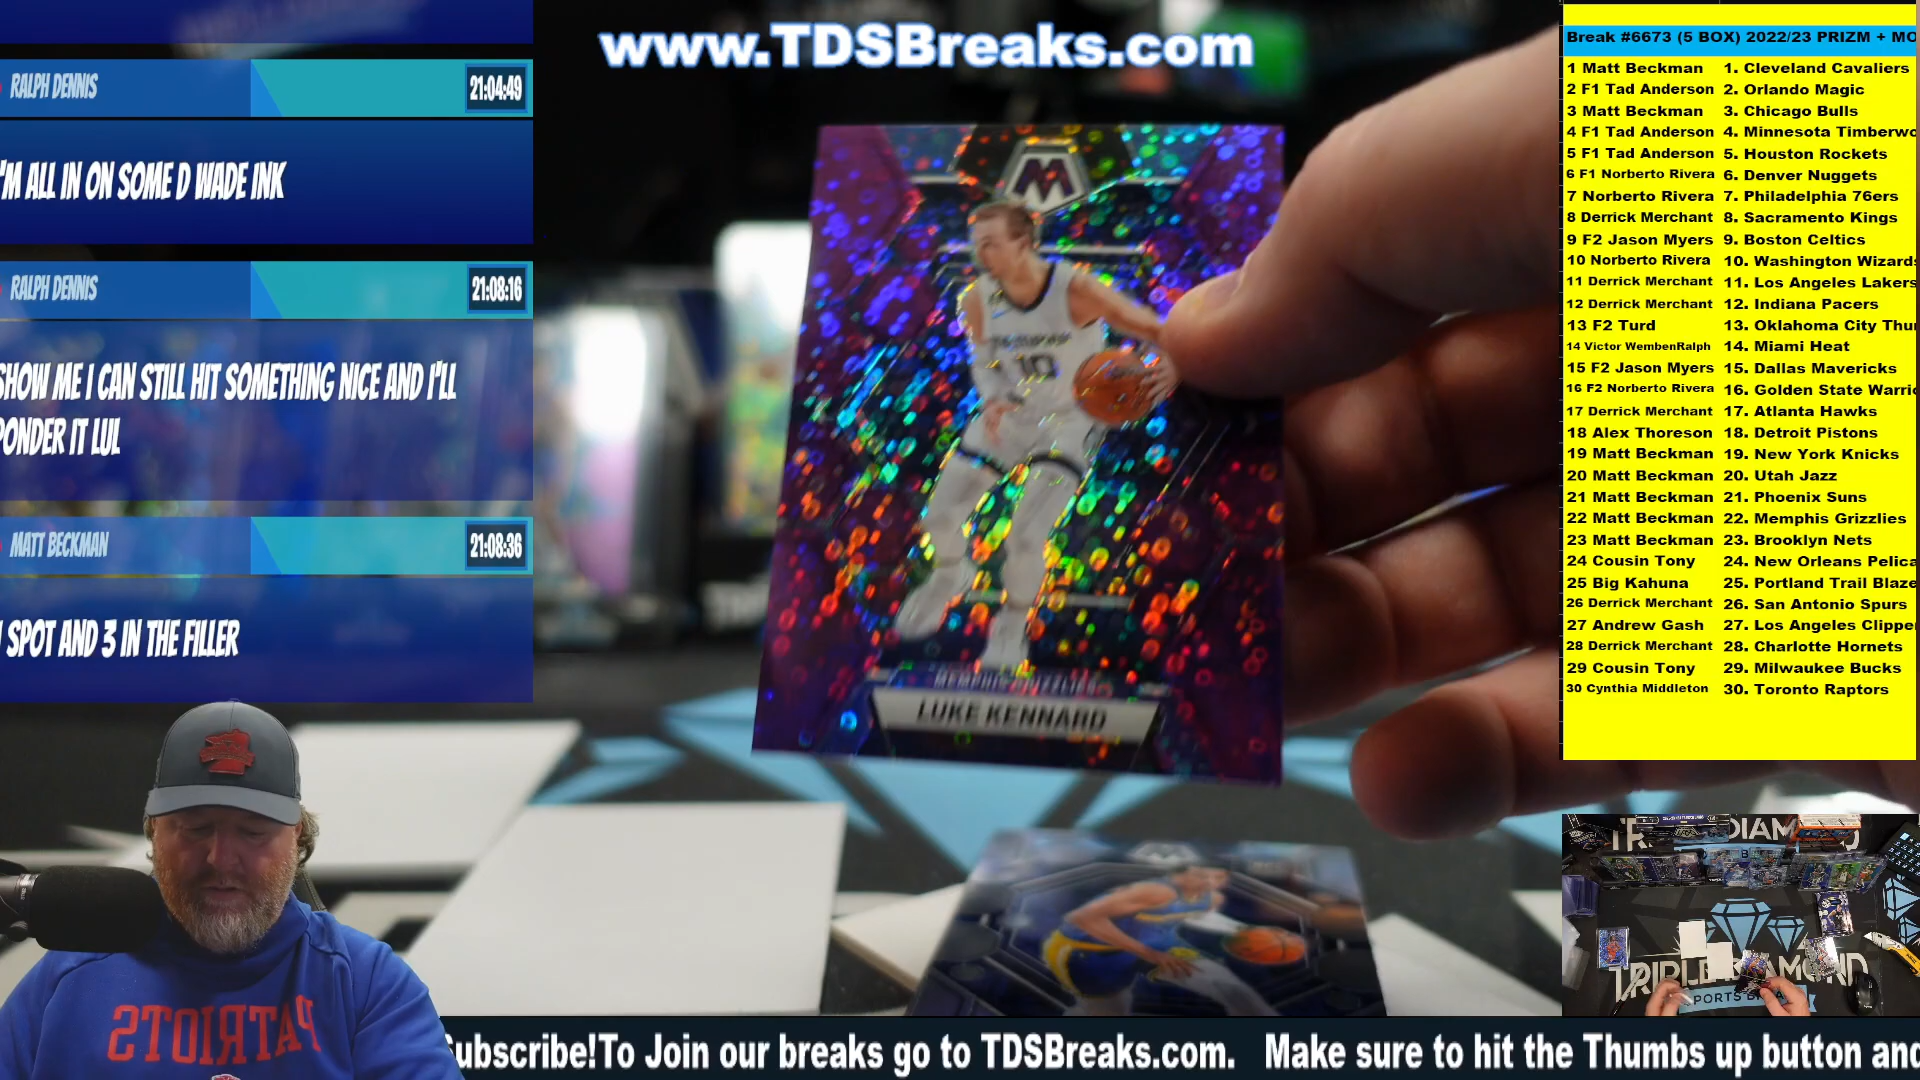 www.TDSBreaks.com
RALPH DENNIS
21:04:49
'M ALL IN ON SOME D WADE INK
RALPH DENNIS
21:08:16
SHOW ME I CAN STILL HIT SOMETHING NICE AND I'LL
PONDER IT LUL
MATT BECKMAN
21:08:36
SPOT AND 3 IN THE FILLER
M
10
MEMPHIS GRIZZLIES
LUKE KENNARD
PATRIOTS
Break #6673 (5 BOX) 2022/23 PRIZM + MO
1 Matt Beckman 1. Cleveland Cavaliers
2 F1 Tad Anderson 2. Orlando Magic
3 Matt Beckman 3. Chicago Bulls
4 F1 Tad Anderson 4. Minnesota Timberwo
5 F1 Tad Anderson 5. Houston Rockets
6 F1 Norberto Rivera 6. Denver Nuggets
7 Norberto Rivera 7. Philadelphia 76ers
8 Derrick Merchant 8. Sacramento Kings
9 F2 Jason Myers 9. Boston Celtics
10 Norberto Rivera 10. Washington Wizards
11 Derrick Merchant 11. Los Angeles Lakers
12 Derrick Merchant 12. Indiana Pacers
13 F2 Turd 13. Oklahoma City Thu
14 Victor WembenRalph 14. Miami Heat
15 F2 Jason Myers 15. Dallas Mavericks
16 F2 Norberto Rivera 16. Golden State Warri
17 Derrick Merchant 17. Atlanta Hawks
18 Alex Thoreson 18. Detroit Pistons
19 Matt Beckman 19. New York Knicks
20 Matt Beckman 20. Utah Jazz
21 Matt Beckman 21. Phoenix Suns
22 Matt Beckman 22. Memphis Grizzlies
23 Matt Beckman 23. Brooklyn Nets
24 Cousin Tony 24. New Orleans Pelica
25 Big Kahuna 25. Portland Trail Blaze
26 Derrick Merchant 26. San Antonio Spurs
27 Andrew Gash 27. Los Angeles Clippe
28 Derrick Merchant 28. Charlotte Hornets
29 Cousin Tony 29. Milwaukee Bucks
30 Cynthia Middleton 30. Toronto Raptors
TRIPLE DIAMOND
SPORTS
ubscribe!To Join our breaks go to TDSBreaks.com. Make sure to hit the Thumbs up button and